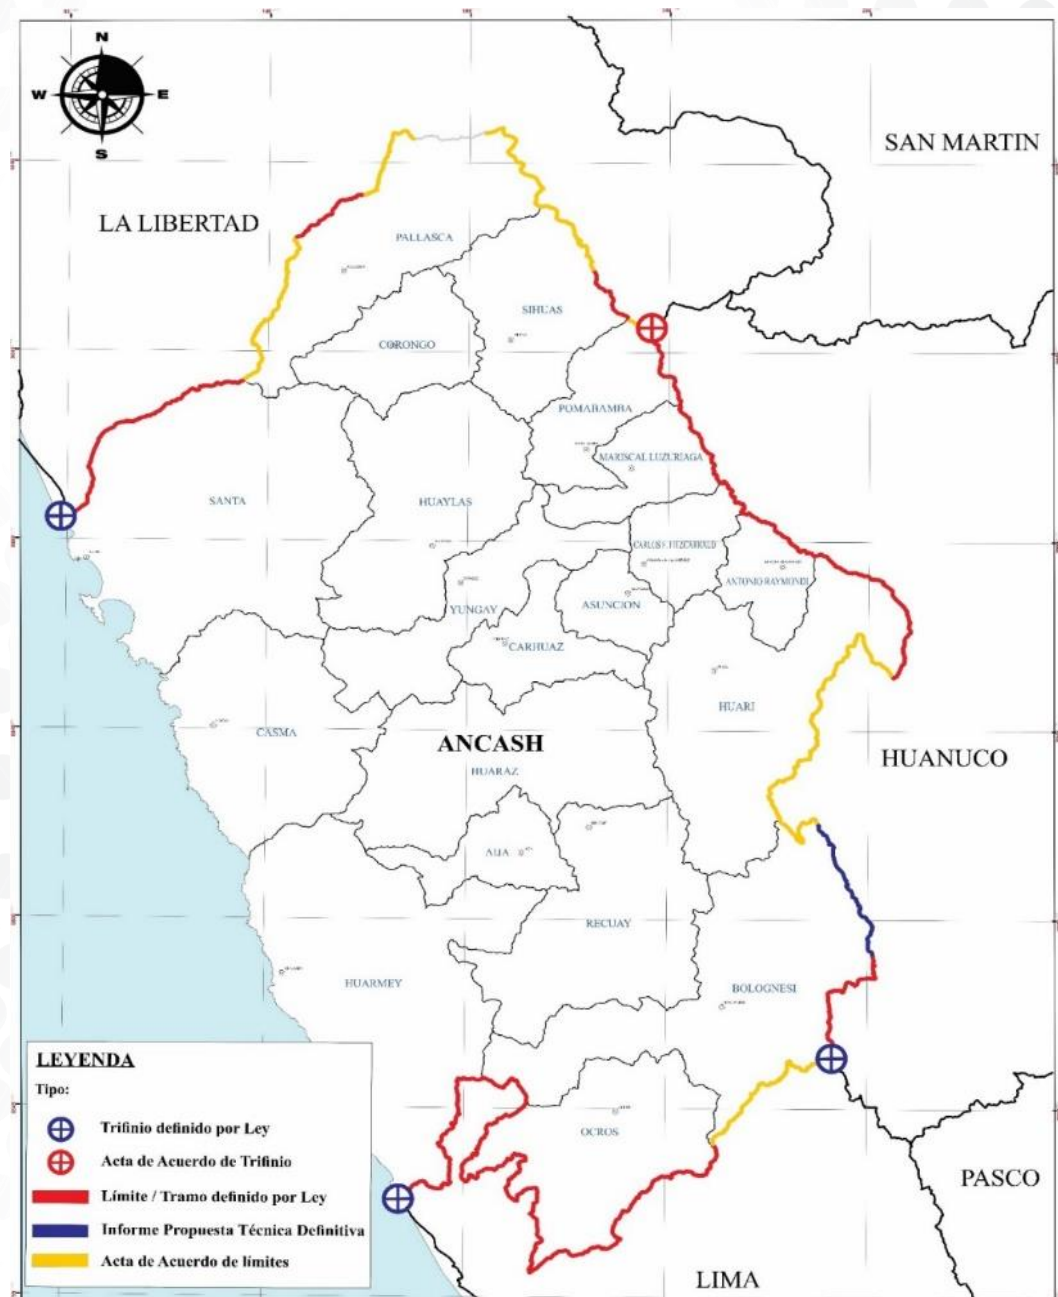 N
W E
S
SAN MARTIN
LA LIBERTAD
PALLASCA
SIHUAS
CORONGO
POMABAMBA
MARISCAL LUZURIAGA
SANTA
HUAYLAS
CARLOS F. FITZCARRALD
ANTONIO RAYMONDI
YUNGAY
ASUNCION
CARHUAZ
HUARI
CASMA
ANCASH
HUANUCO
HUARAZ
AIJA
RECUAY
HUARMEY
BOLOGNESI
OCROS
PASCO
LIMA
LEYENDA
Tipo:
Trifinio definido por Ley
Acta de Acuerdo de Trifinio
Límite / Tramo definido por Ley
Informe Propuesta Técnica Definitiva
Acta de Acuerdo de límites